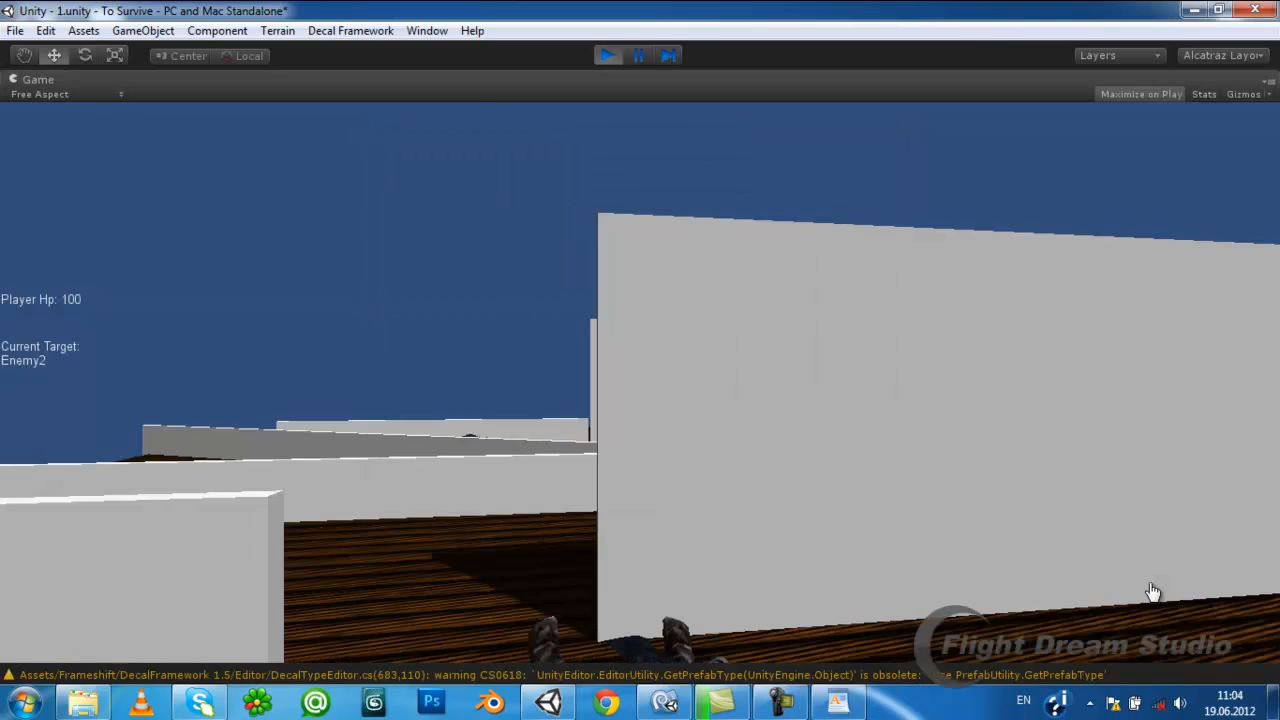 Unity - 1.unity - To Survive - PC and Mac Standalone*
File Edit Assets GameObject Component Terrain Decal Framework Window Help
Center Local Layers Alcatraz Layo
Game
Free Aspect Maximize on Play Stats Gizmos
Player Hp: 100
Current Target:
Enemy2
Flight Dream Studio
Assets/Frameshift/DecalFramework 1.5/Editor/DecalTypeEditor.cs(683,110): warning CS0618: `UnityEditor.EditorUtility.GetPrefabType(UnityEngine.Object)' is obsolete: PrefabUtility.GetPrefabType'
Ps EN 11:04
19.06.2012